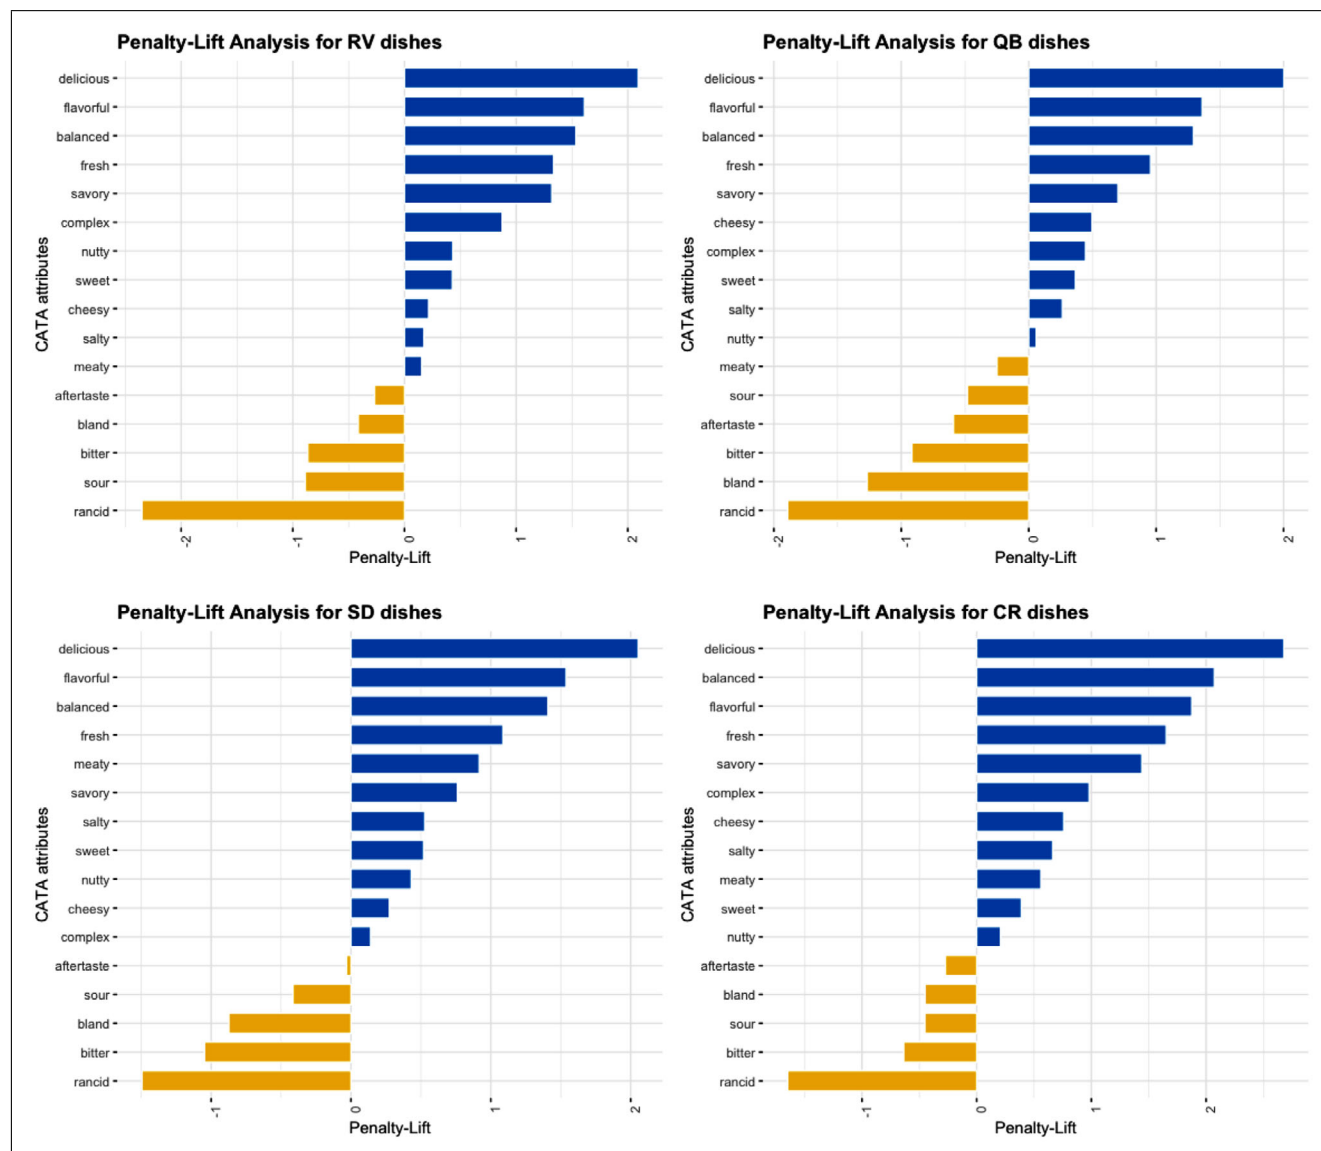 Penalty-Lift Analysis for RV dishes
CATA attributes
delicious
flavorful
balanced
fresh
savory
complex
nutty
sweet
cheesy
salty
meaty
aftertaste
bland
bitter
sour
rancid
-2
-1
0
1
2
Penalty-Lift
Penalty-Lift Analysis for QB dishes
CATA attributes
delicious
flavorful
balanced
fresh
savory
cheesy
complex
sweet
salty
nutty
meaty
sour
aftertaste
bitter
bland
rancid
-2
-1
0
1
2
Penalty-Lift
Penalty-Lift Analysis for SD dishes
CATA attributes
delicious
flavorful
balanced
fresh
meaty
savory
salty
sweet
nutty
cheesy
complex
aftertaste
sour
bland
bitter
rancid
-1
0
1
2
Penalty-Lift
Penalty-Lift Analysis for CR dishes
CATA attributes
delicious
balanced
flavorful
fresh
savory
complex
cheesy
salty
meaty
sweet
nutty
aftertaste
bland
sour
bitter
rancid
-1
0
1
2
Penalty-Lift